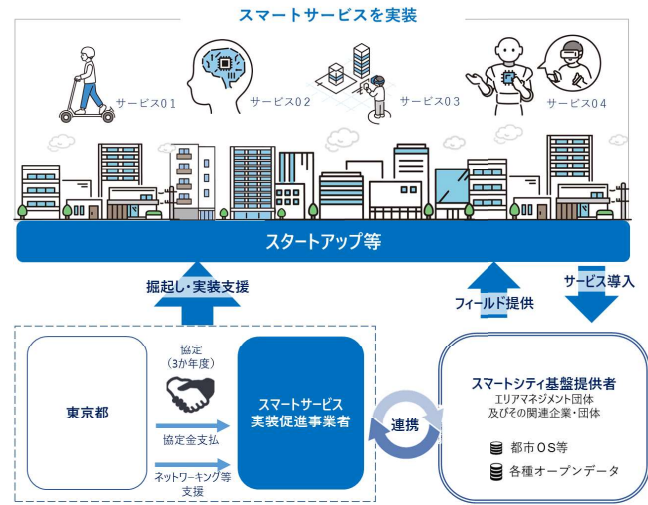 スマートサービスを実装
サービス01
サービス02
サービス03
サービス04
スタートアップ等
掘起し・実装支援
フィールド提供
サービス導入
東京都
協定
（3か年度）
協定金支払
ネットワーキング等
支援
スマートサービス
実装促進事業者
連携
スマートシティ基盤提供者
エリアマネジメント団体
及びその関連企業・団体
都市OS等
各種オープンデータ